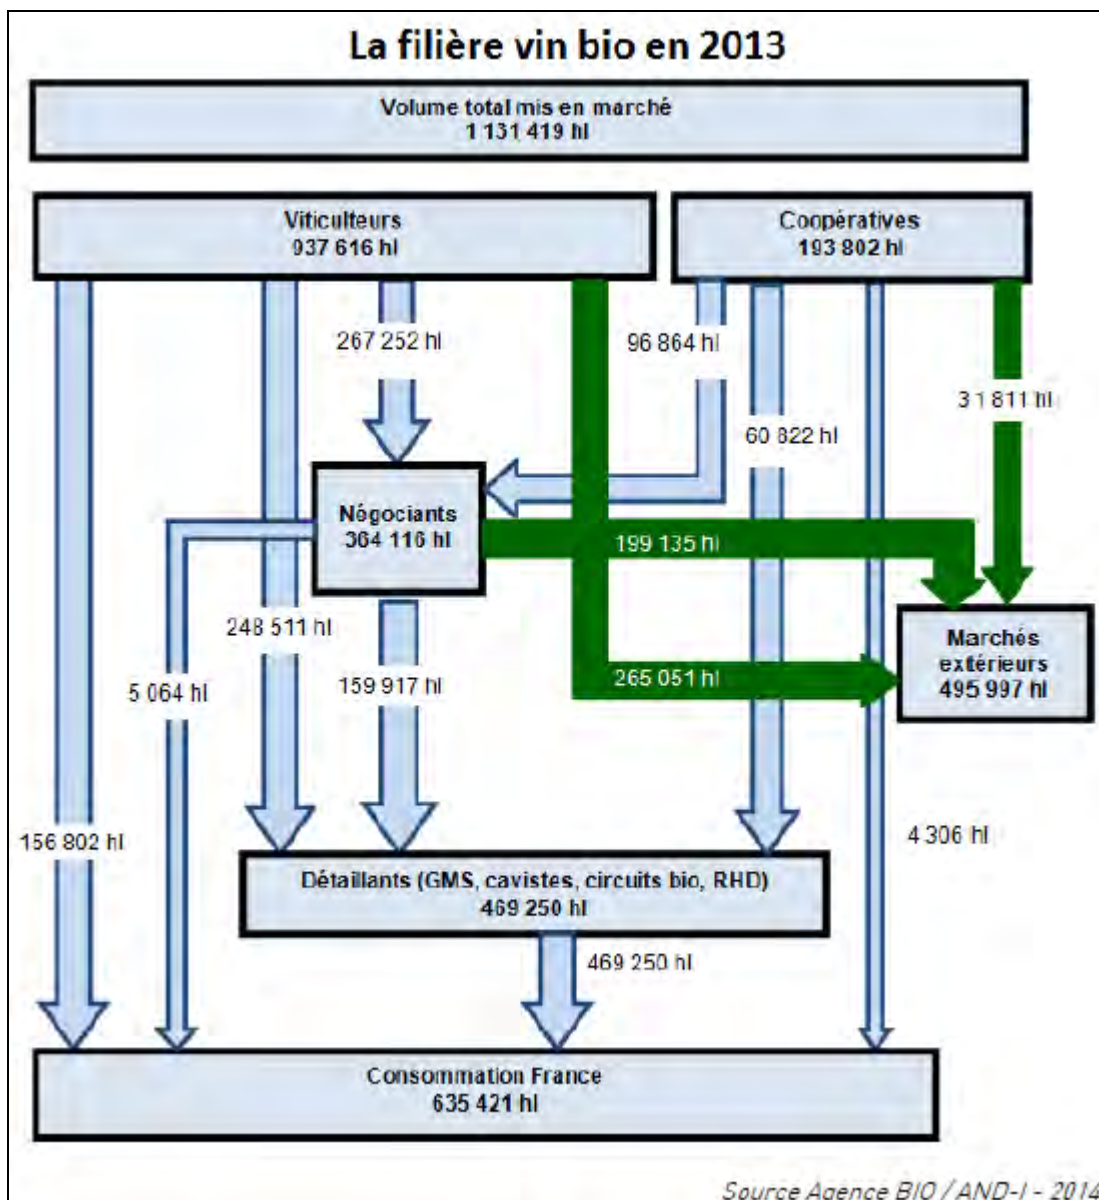 La filière vin bio en 2013
Volume total mis en marché
1 131 419 hl
Viticulteurs
937 616 hl
Coopératives
193 802 hl
267 252 hl
96 864 hl
31 811 hl
60 822 hl
Négociants
364 116 hl
199 135 hl
248 511 hl
Marchés
extérieurs
495 997 hl
5 064 hl
159 917 hl
265 051 hl
156 802 hl
4 306 hl
Détaillants (GMS, cavistes, circuits bio, RHD)
469 250 hl
469 250 hl
Consommation France
635 421 hl
Source Agence BIO / AND-I - 2014